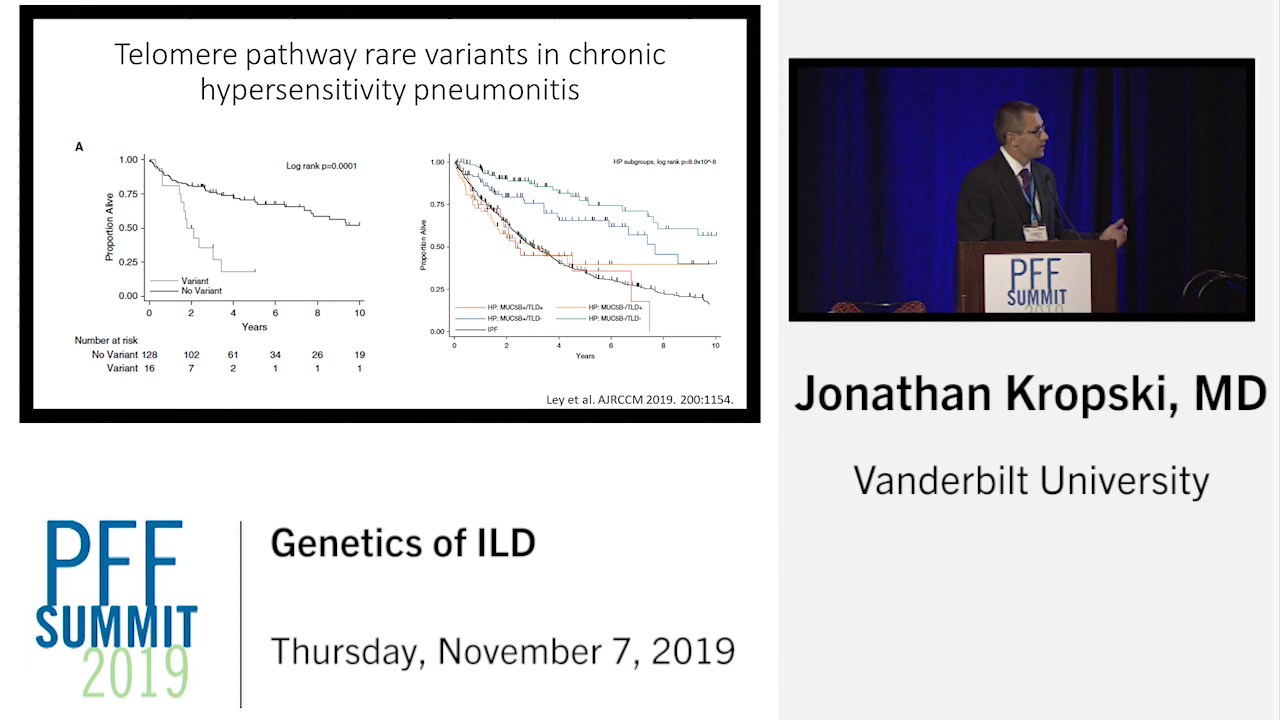 Telomere pathway rare variants in chronic
hypersensitivity pneumonitis
A
Log rank p=0.0001
Proportion Alive
1.00
0.75
0.50
0.25
0.00
Variant
No Variant
0 2 4 6 8 10
Years
Number at risk
No Variant 128 102 61 34 26 19
Variant 16 7 2 1 1 1
HP subgroups, log rank p=8.9x10^-8
Proportion Alive
1.00
0.75
0.50
0.25
0.00
HP: MUC5B+/TLD+ HP: MUC5B-/TLD+
HP: MUC5B+/TLD- HP: MUC5B-/TLD-
IPF
0 2 4 6 8 10
Years
Ley et al. AJRCCM 2019. 200:1154.
PFF
SUMMIT
2019
Jonathan Kropski, MD
Vanderbilt University
PFF
SUMMIT
2019
Genetics of ILD
Thursday, November 7, 2019